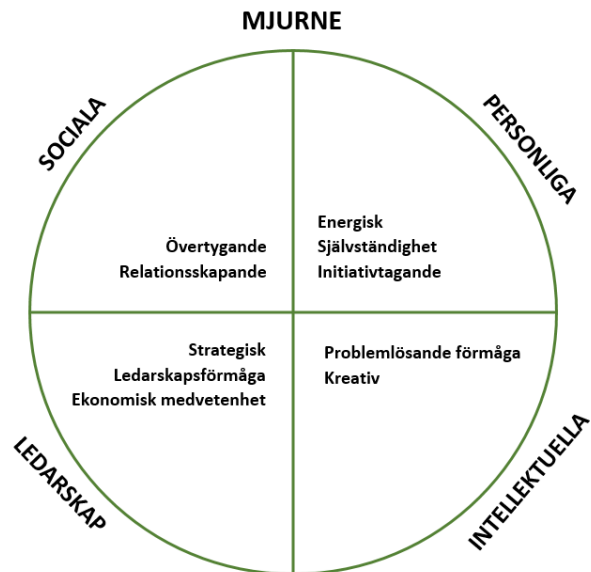 MJURNE
SOCIALA
PERSONLIGA
Övertygande
Relationsskapande
Energisk
Självständighet
Initiativtagande
Strategisk
Ledarskapsförmåga
Ekonomisk medvetenhet
Problemlösande förmåga
Kreativ
LEDARSKAP
INTELLEKTUELLA